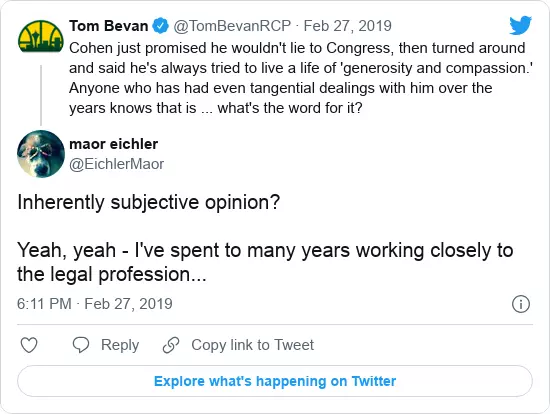 Tom Bevan @TomBevanRCP · Feb 27, 2019
Cohen just promised he wouldn't lie to Congress, then turned around
and said he's always tried to live a life of 'generosity and compassion.'
Anyone who has had even tangential dealings with him over the
years knows that is ... what's the word for it?
maor eichler
@EichlerMaor
Inherently subjective opinion?
Yeah, yeah - I've spent to many years working closely to
the legal profession...
6:11 PM · Feb 27, 2019
Reply Copy link to Tweet
Explore what's happening on Twitter